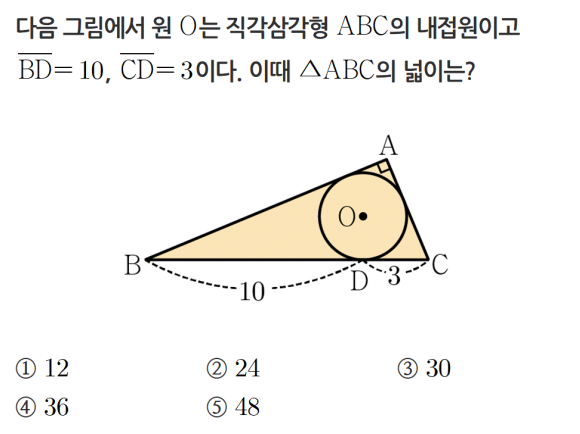 다음 그림에서 원 O는 직각삼각형 ABC의 내접원이고
BD= 10, CD= 3이다. 이때 △ABC의 넓이는?
A
O
B
C
D
3
10
① 12 ② 24 ③ 30
④ 36 ⑤ 48